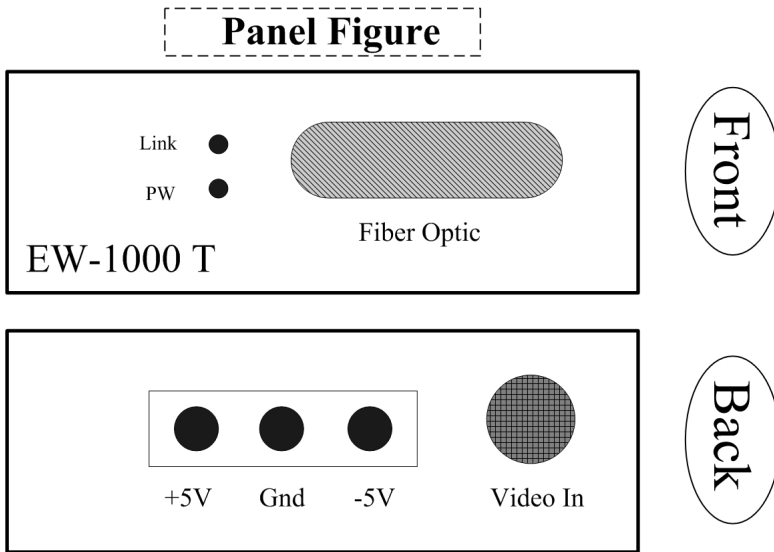 Panel Figure
Link
PW
Fiber Optic
EW-1000 T
Front
+5V Gnd -5V Video In
Back